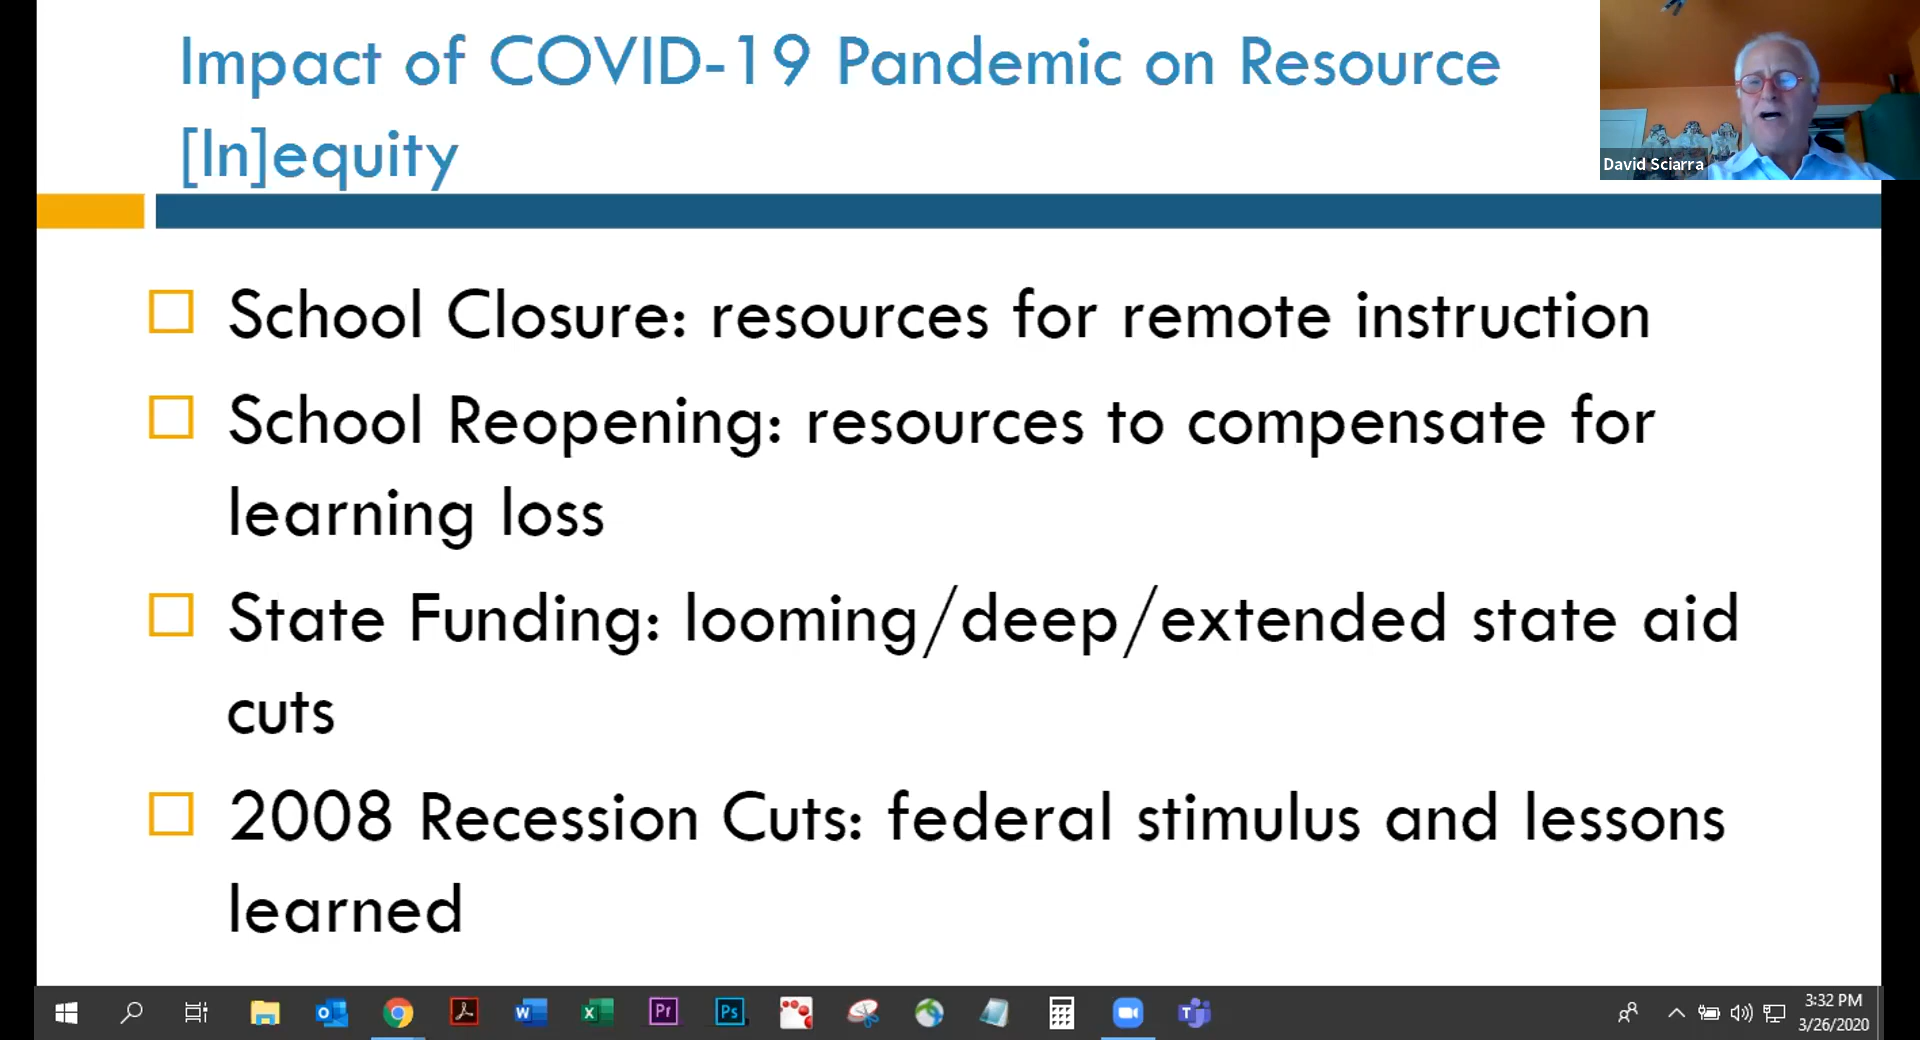 Impact of COVID-19 Pandemic on Resource
[In]equity
David Sciarra
School Closure: resources for remote instruction
School Reopening: resources to compensate for
learning loss
State Funding: looming/deep/extended state aid
cuts
2008 Recession Cuts: federal stimulus and lessons
learned
3:32 PM
3/26/2020